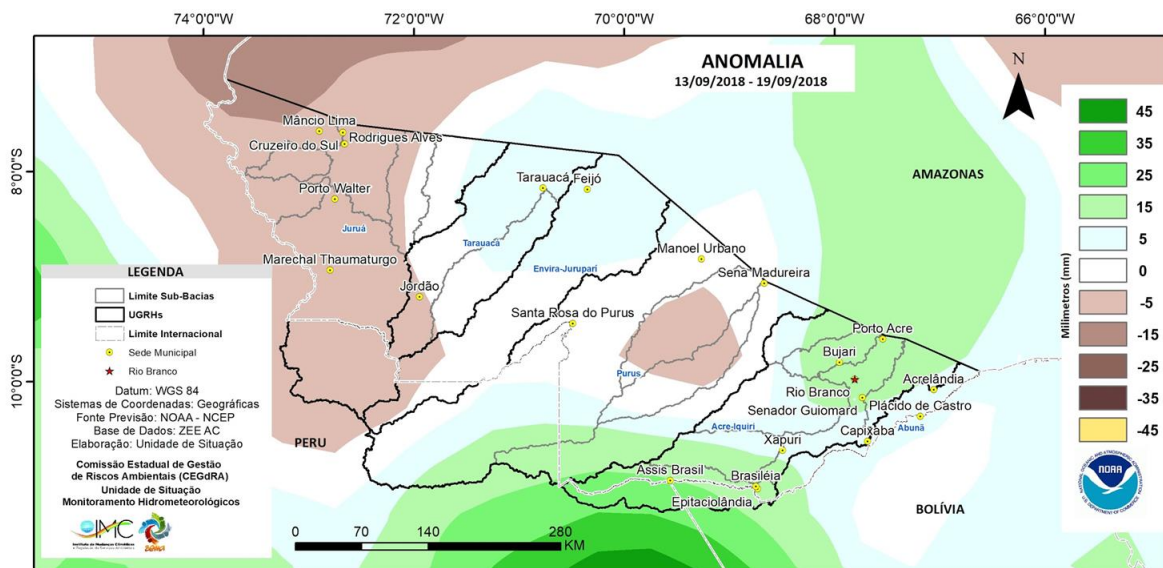 74°0'0"W
72°0'0"W
70°0'0"W
68°0'0"W
66°0'0"W
ANOMALIA
13/09/2018 - 19/09/2018
N
8°0'0"S
10°0'0"S
Mâncio Lima
Rodrigues Alves
Cruzeiro do Sul
Porto Walter
Juruá
Marechal Thaumaturgo
Jordão
Tarauacá
Feijó
Tarauacá
Envira-Jurupari
Manoel Urbano
Sena Madureira
Santa Rosa do Purus
Purus
Porto Acre
Bujari
Rio Branco
Acrelândia
Senador Guiomard
Plácido de Castro
Abunã
Acre-Iquiri
Capixaba
Xapuri
Assis Brasil
Brasiléia
Epitaciolândia
AMAZONAS
PERU
BOLÍVIA
LEGENDA
Limite Sub-Bacias
UGRHs
Limite Internacional
Sede Municipal
Rio Branco
Datum: WGS 84
Sistemas de Coordenadas: Geográficas
Fonte Previsão: NOAA - NCEP
Base de Dados: ZEE AC
Elaboração: Unidade de Situação
Comissão Estadual de Gestão
de Riscos Ambientais (CEGdRA)
Unidade de Situação
Monitoramento Hidrometeorológicos
IMC
0
70
140
280
KM
45
35
25
15
5
0
-5
-15
-25
-35
-45
Milímetros (mm)
NOAA